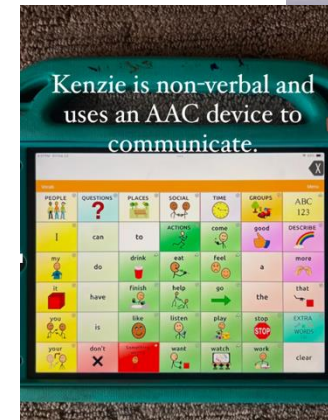 Kenzie is non-verbal and
uses an AAC device to
communicate.
PEOPLE QUESTIONS PLACES SOCIAL TIME GROUPS ABC 123
I can to ACTIONS come good DESCRIBE
my do drink eat feel a more
it have finish help go the that
you is like listen play stop EXTRA WORDS
your don't want watch work clear